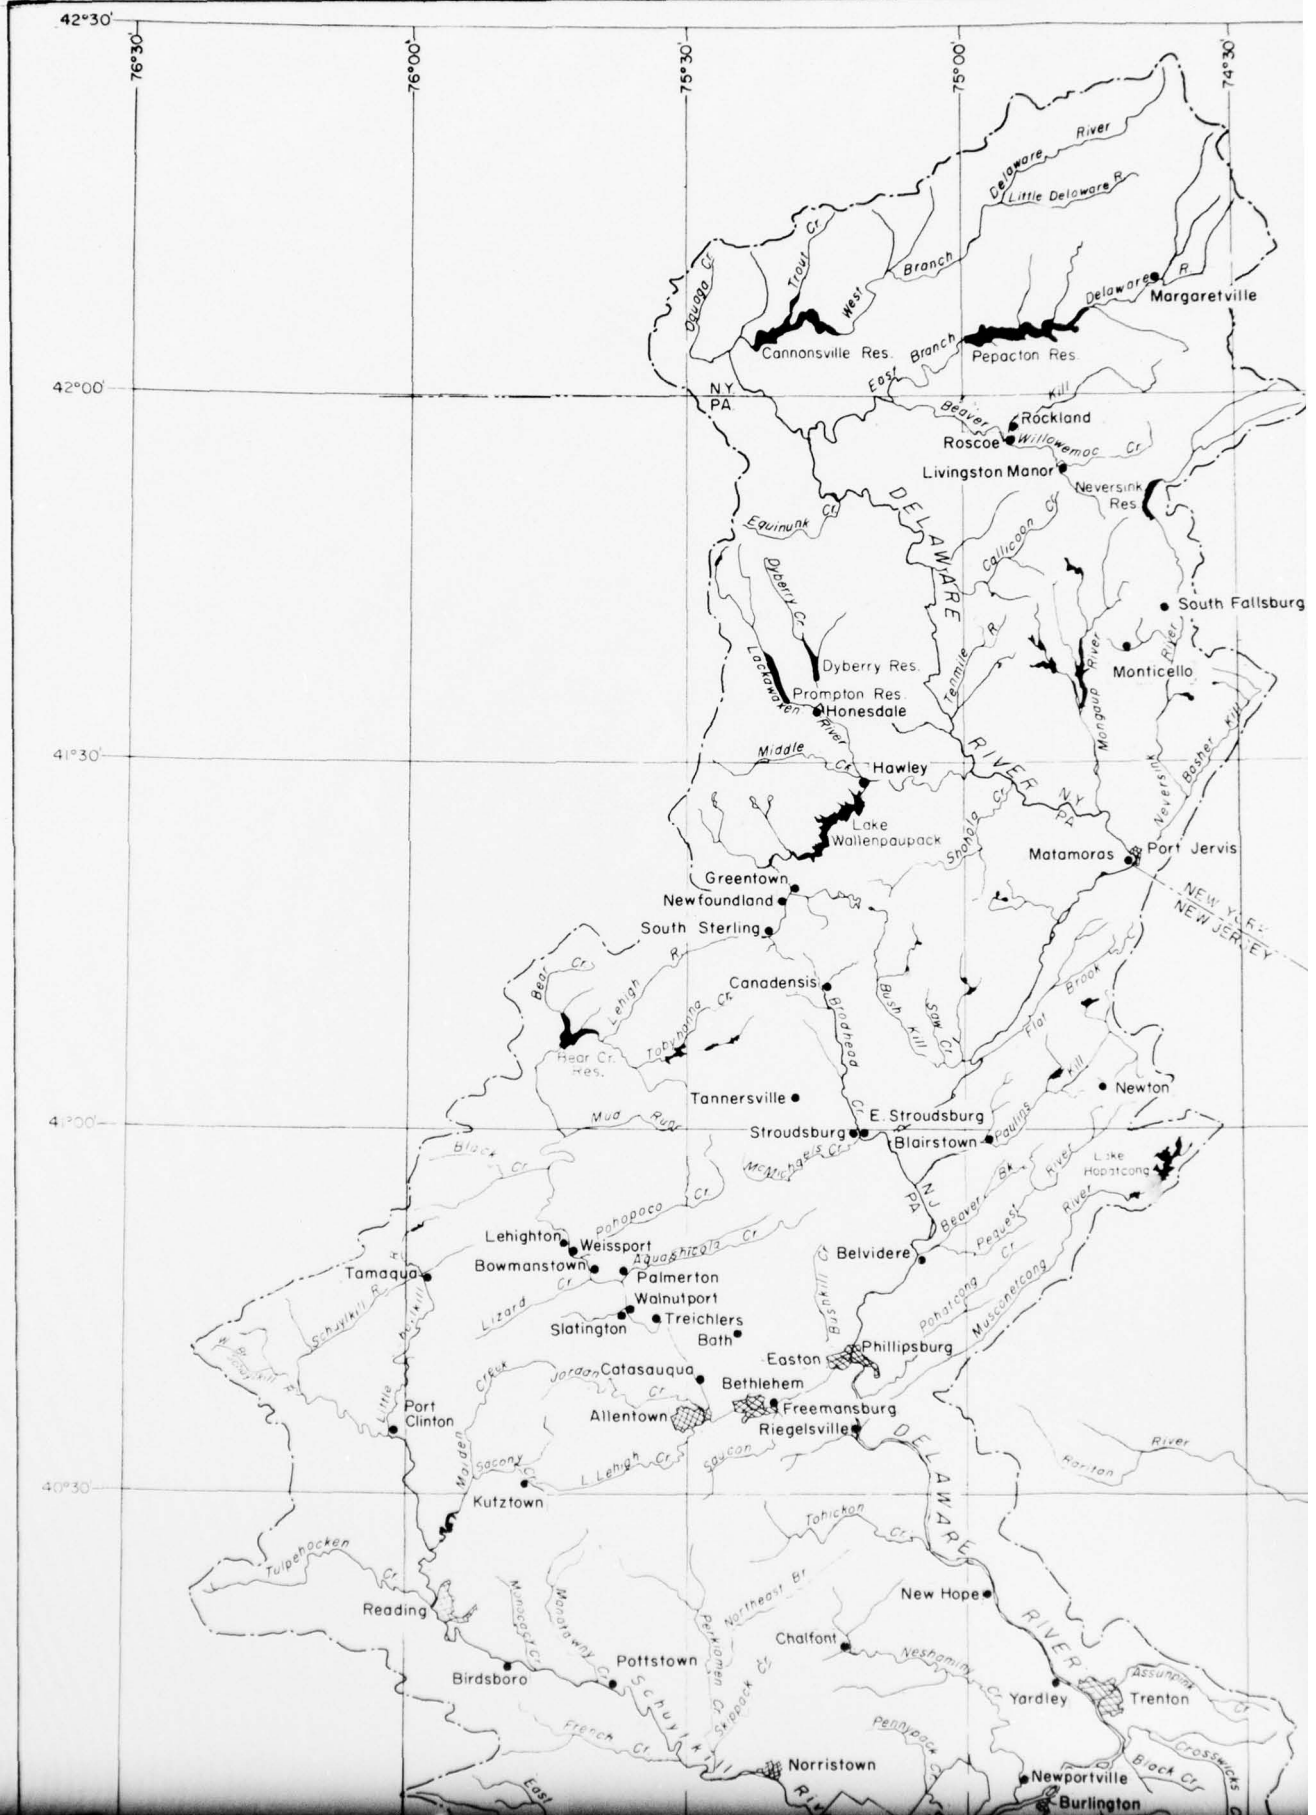 42°30'
76°30'
76°00'
75°30'
75°00'
74°30'
Delaware River
Little Delaware R.
Trout Cr.
Oquaga Cr.
West Branch
Delaware R.
Margaretville
Cannonsville Res.
East Branch
Pepacton Res.
42°00'
N.Y.
PA.
Beaver Kill
Rockland
Roscoe
Willowemoc Cr.
Livingston Manor
Neversink
Res.
DELAWARE
Equinunk Cr.
Callicoon Cr.
Dyberry Cr.
South Fallsburg
Tenmile R.
Mongaup River
River
Monticello
Dyberry Res.
Lackawaxen
Prompton Res.
Honesdale
River
41°30'
Middle Cr.
Hawley
RIVER
Basher Kill
Neversink
N.Y.
PA.
Lake
Wallenpaupack
Shohola Cr.
Matamoras
Port Jervis
Greentown
Newfoundland
NEW YORK
NEW JERSEY
South Sterling
Bear Cr.
Lehigh R.
Canadensis
Tobyhanna Cr.
Brodhead
Bush Kill
Saw Cr.
Flat Brook
Bear Cr.
Res.
Tannersville
Kill
Newton
41°00'
Mud Run
Cr.
E. Stroudsburg
Stroudsburg
Blairstown
Paulins
Black Cr.
McMichaels Cr.
Lake
Hopatcong
NJ
PA
Beaver Bk.
Pequest River
River
Pohopoco Cr.
Lehighton
Weissport
Aquashicola Cr.
Belvidere
Bowmanstown
Tamaqua
Palmerton
Lizard Cr.
Walnutport
Slatington
Treichlers
Bath
Bushkill Cr.
Pohatcong Cr.
Musconetcong
Schuylkill R.
Phillipsburg
Easton
Catasauqua
Jordan Cr.
Creek
Bethlehem
Freemansburg
Allentown
Riegelsville
Little
Port
Clinton
Maiden
Sacony Cr.
L. Lehigh Cr.
Saucon
DELAWARE
Raritan River
40°30'
Kutztown
Tohickon Cr.
Tulpehocken Cr.
Reading
Monocacy Cr.
Manatawny Cr.
Northeast Br.
Perkiomen Cr.
New Hope
RIVER
Chalfont
Neshaminy Cr.
Birdsboro
Pottstown
Skippack Cr.
Schuylkill
Assunpink Cr.
Yardley
Trenton
French Cr.
Pennypack Cr.
Crosswicks
Black Cr.
Norristown
East
Newportville
Burlington